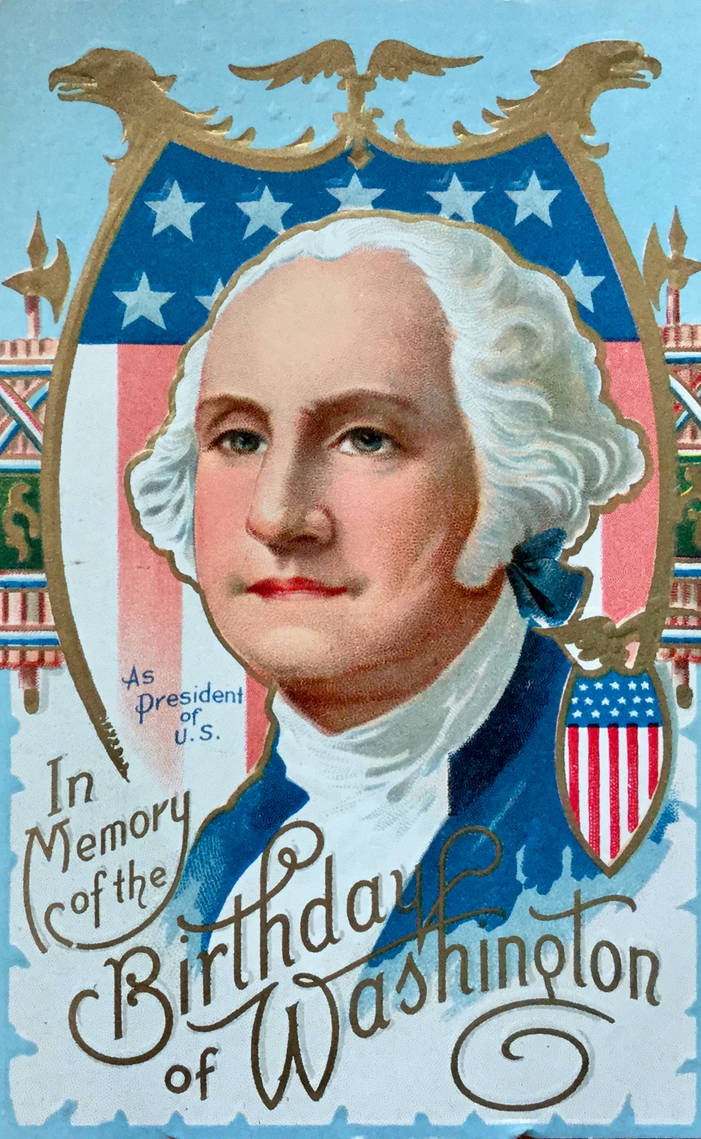 As
President
of
U.S.
In
Memory
of the
Birthday
of Washington